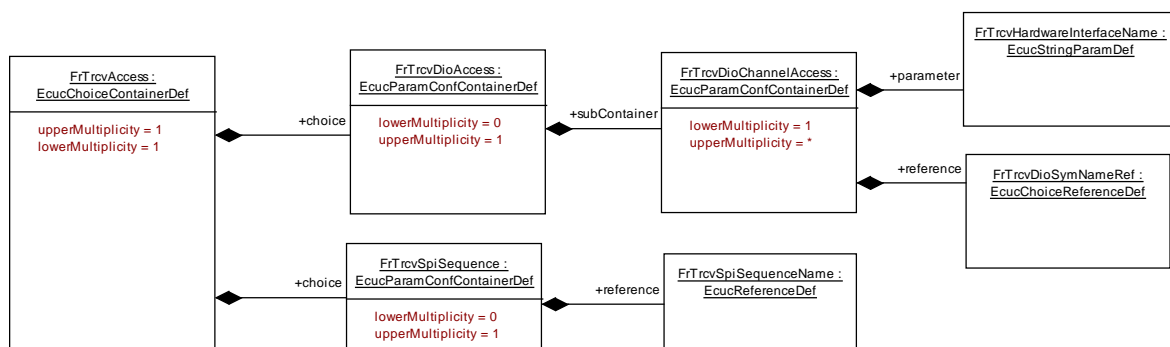 FrTrcvAccess :
EcucChoiceContainerDef
upperMultiplicity = 1
lowerMultiplicity = 1
+choice
FrTrcvDioAccess :
EcucParamConfContainerDef
lowerMultiplicity = 0
upperMultiplicity = 1
+subContainer
FrTrcvDioChannelAccess :
EcucParamConfContainerDef
lowerMultiplicity = 1
upperMultiplicity = *
+parameter
FrTrcvHardwareInterfaceName :
EcucStringParamDef
+reference
FrTrcvDioSymNameRef :
EcucChoiceReferenceDef
+choice
FrTrcvSpiSequence :
EcucParamConfContainerDef
lowerMultiplicity = 0
upperMultiplicity = 1
+reference
FrTrcvSpiSequenceName :
EcucReferenceDef